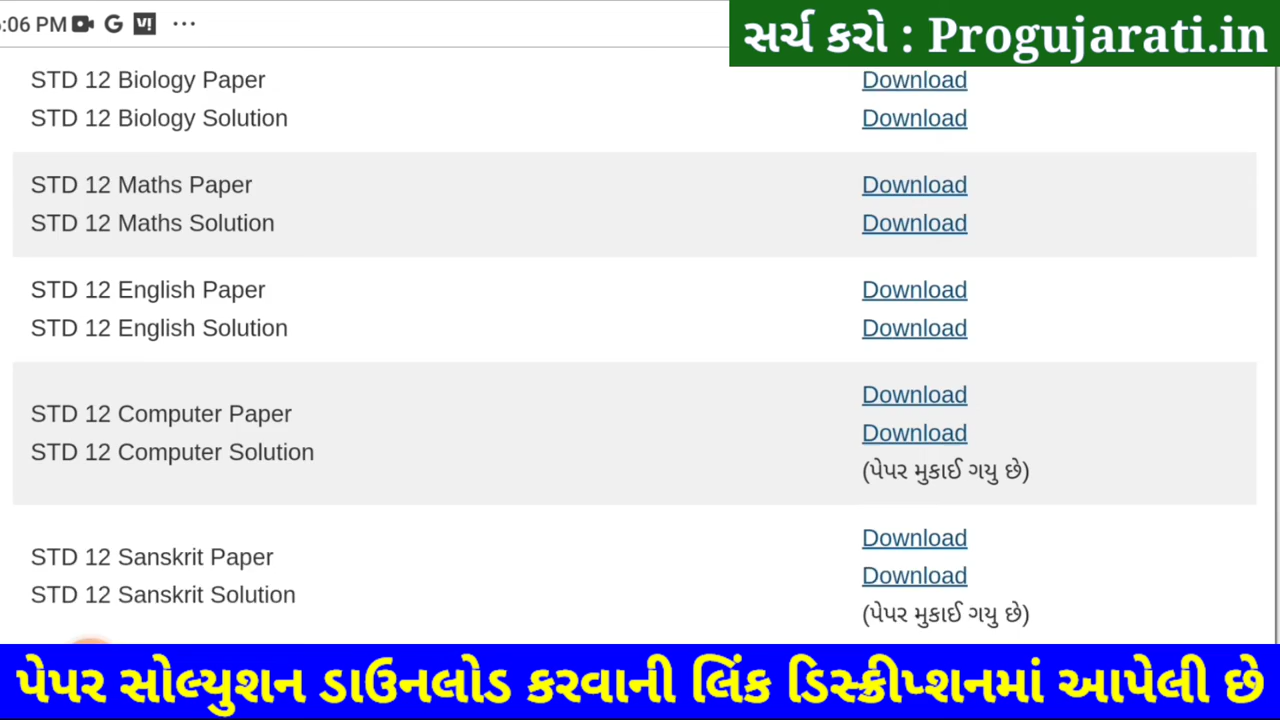 :06 PM G V! ...
સર્ચ કરો : Progujarati.in
STD 12 Biology Paper Download
STD 12 Biology Solution Download
STD 12 Maths Paper Download
STD 12 Maths Solution Download
STD 12 English Paper Download
STD 12 English Solution Download
STD 12 Computer Paper Download
STD 12 Computer Solution Download
(પેપર મુકાઈ ગયુ છે)
STD 12 Sanskrit Paper Download
STD 12 Sanskrit Solution Download
(પેપર મુકાઈ ગયુ છે)
પેપર સોલ્યુશન ડાઉનલોડ કરવાની લિંક ડિસ્ક્રીપ્શનમાં આપેલી છે